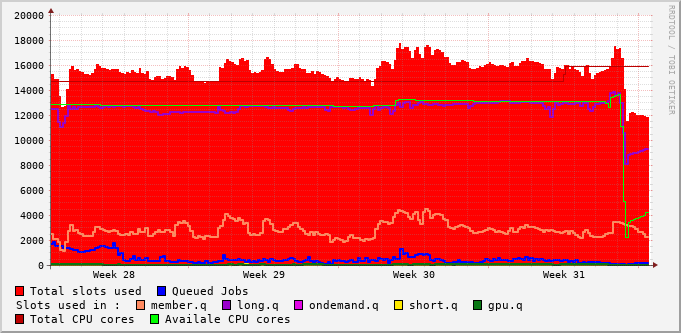 20000
18000
16000
14000
12000
10000
8000
6000
4000
2000
0
Week 28 Week 29 Week 30 Week 31
RRDTOOL / TOBI OETIKER
Total slots used Queued Jobs
Slots used in : member.q long.q ondemand.q short.q gpu.q
Total CPU cores Availale CPU cores